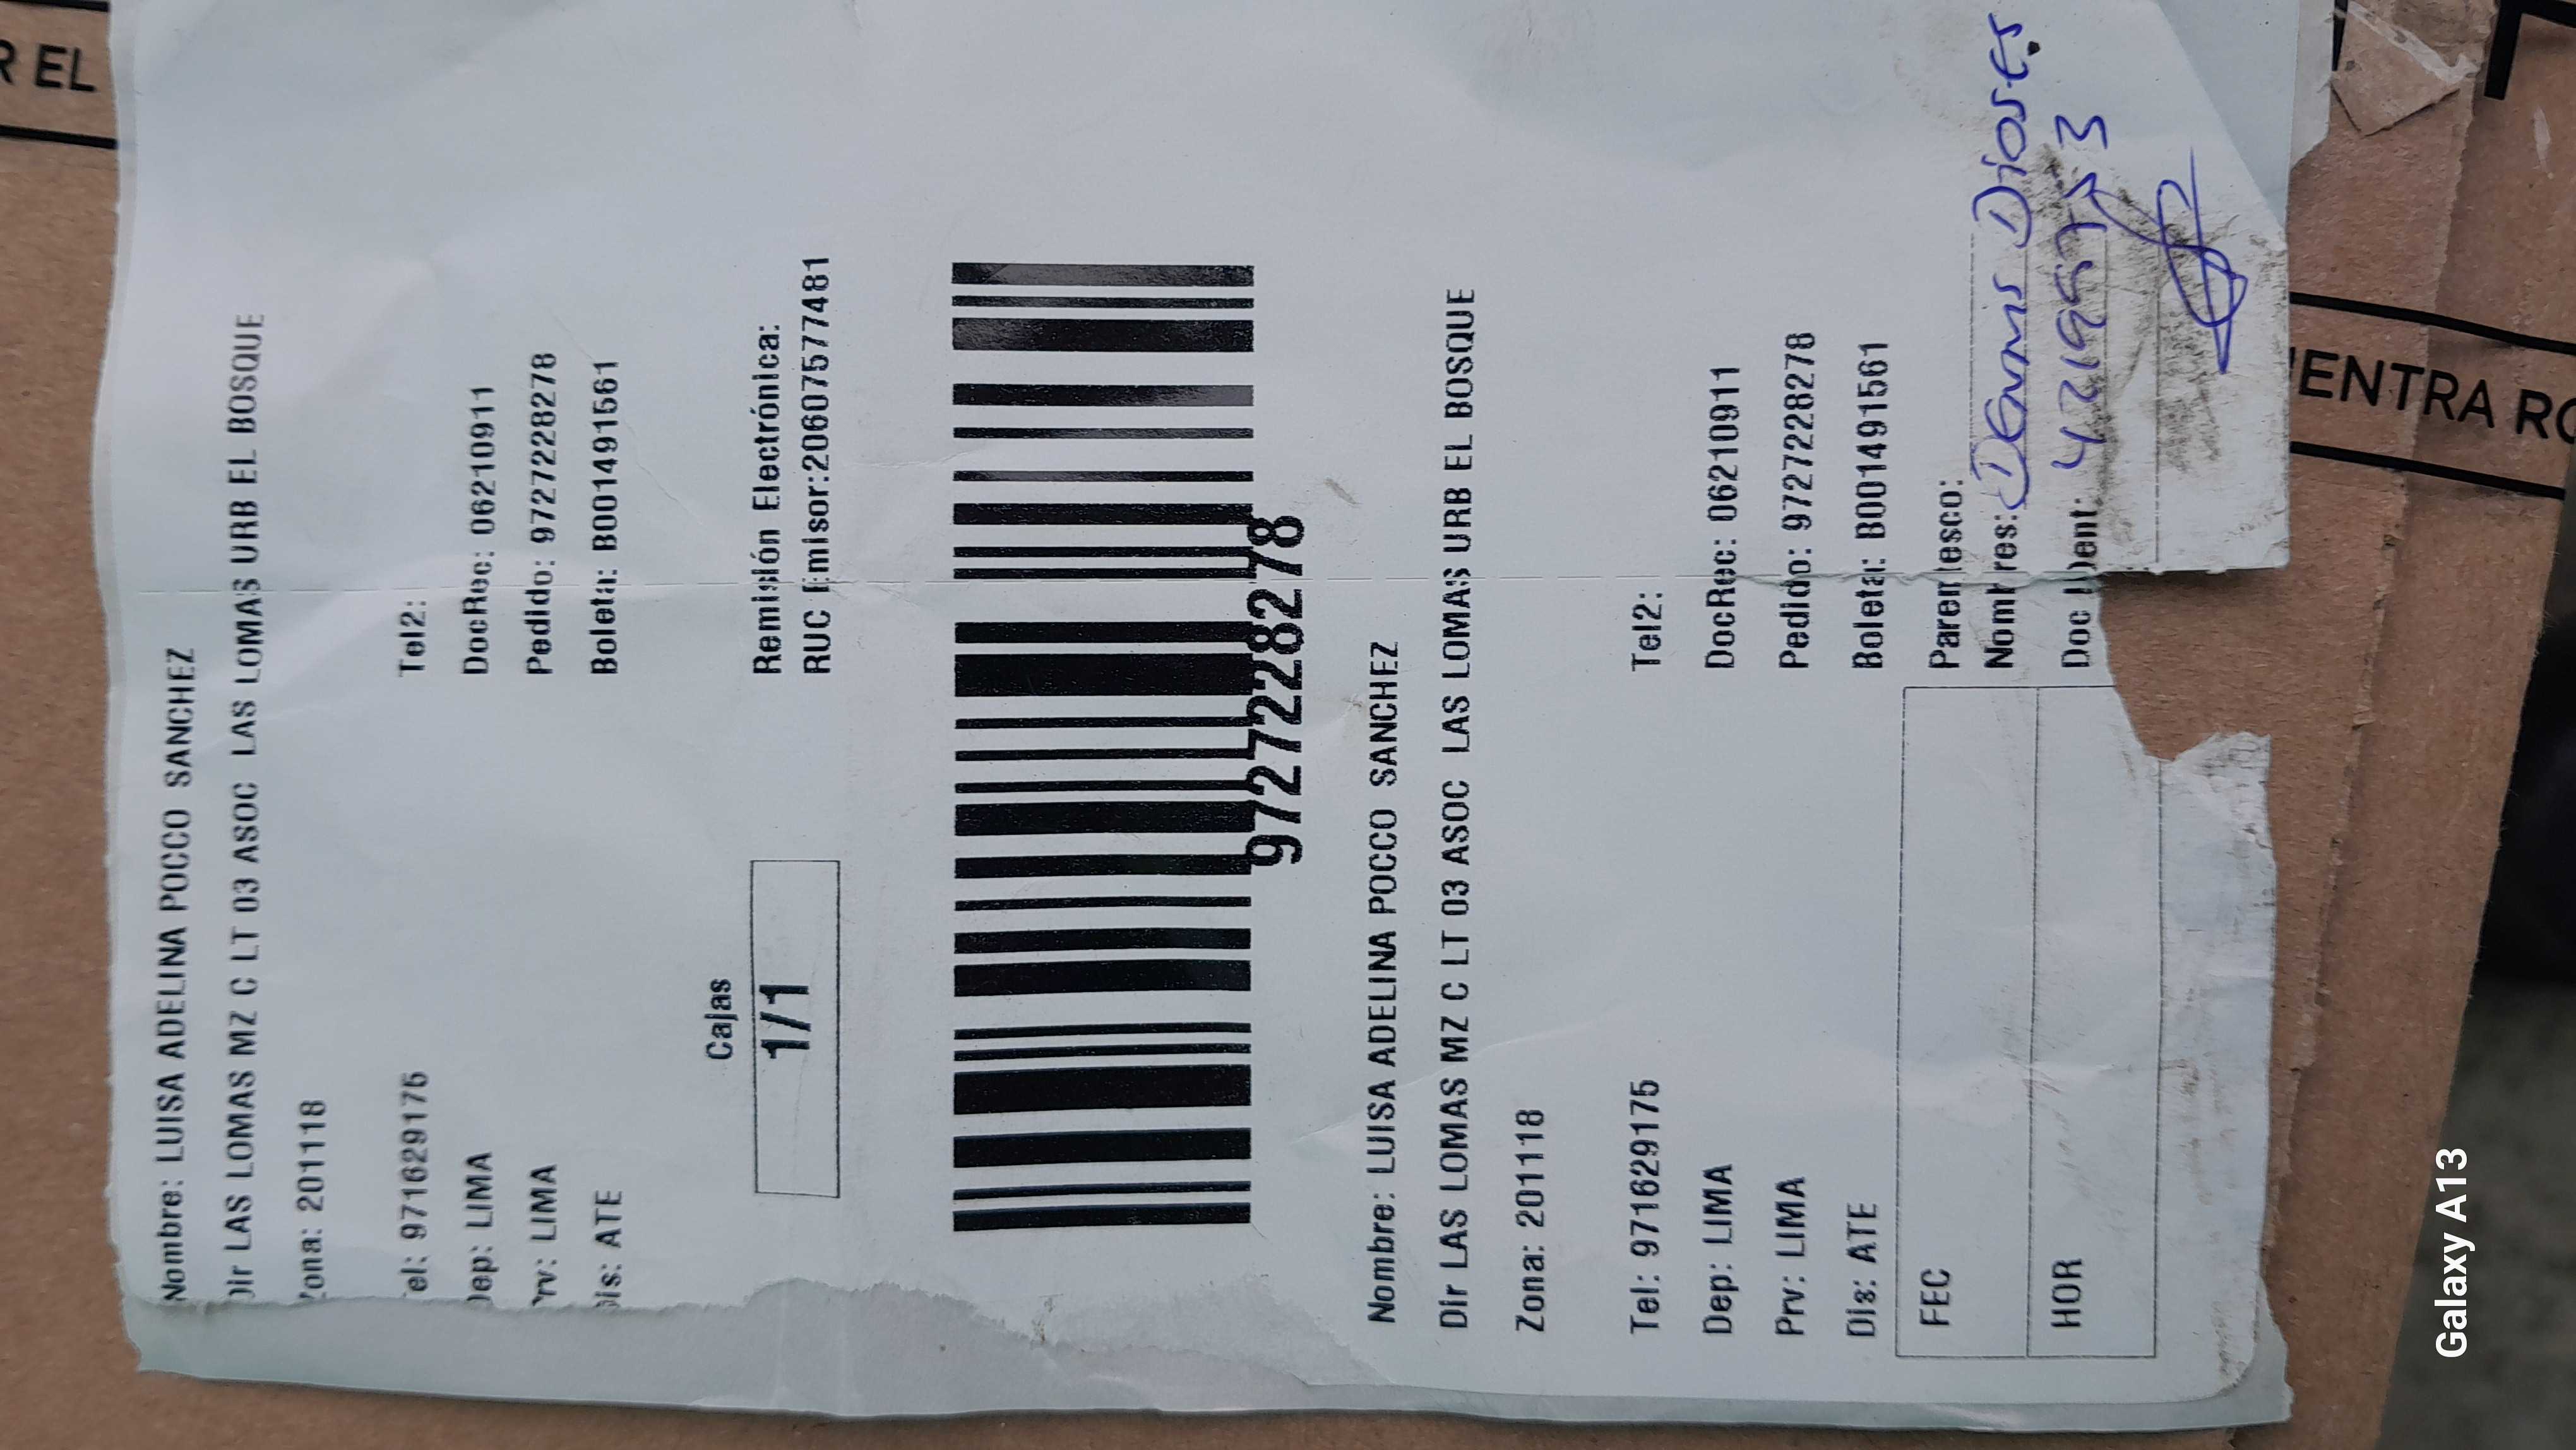 R EL
Nombre: LUISA ADELINA POCCO SANCHEZ
Dir LAS LOMAS MZ C LT 03 ASOC LAS LOMAS URB EL BOSQUE
Zona: 201118
Tel: 971629175 Tel2:
Dep: LIMA DocRec: 06210911
Prv: LIMA Pedido: 9727228278
Dis: ATE Boleta: B001491561
Cajas
1/1
Remisión Electrónica:
RUC Emisor:20607577481
9727228278
Nombre: LUISA ADELINA POCCO SANCHEZ
Dir LAS LOMAS MZ C LT 03 ASOC LAS LOMAS URB EL BOSQUE
Zona: 201118
Tel: 971629175 Tel2:
Dep: LIMA DocRec: 06210911
Prv: LIMA Pedido: 9727228278
Dis: ATE Boleta: B001491561
FEC Parentesco:
Nombres: Dennis Dioses
HOR Doc Ident:
ENTRA RO
Galaxy A13